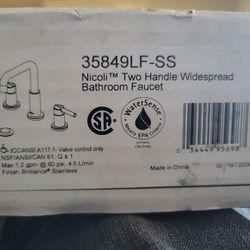 35849LF-SS
Nicoli™ Two Handle Widespread
Bathroom Faucet
WaterSense
Meets EPA Criteria
ICC/ANSI A117.1- Valve control only
NSF/ANSI/CAN 61: Q ≤ 1
Max 1.2 gpm @ 60 psi, 4.5 L/min
Finish: Brilliance® Stainless
Made in China
34449 95698